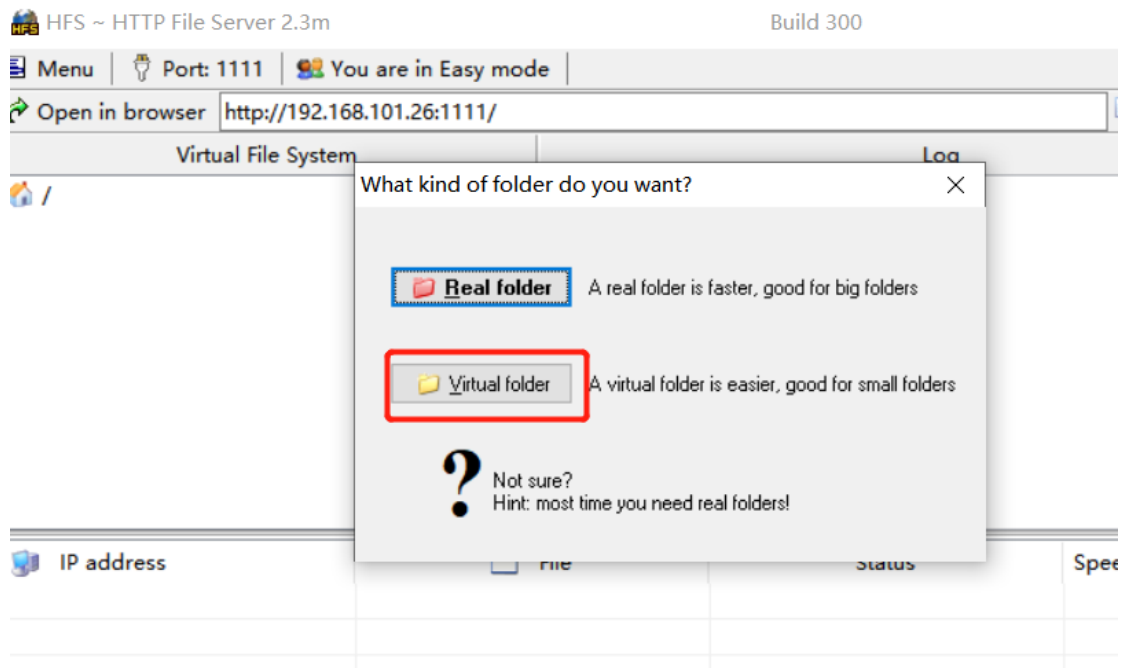 HFS ~ HTTP File Server 2.3m Build 300
Menu Port: 1111 You are in Easy mode
Open in browser http://192.168.101.26:1111/
Virtual File System Log
/
What kind of folder do you want?
Real folder A real folder is faster, good for big folders
Virtual folder A virtual folder is easier, good for small folders
?
Not sure?
Hint: most time you need real folders!
IP address File Status